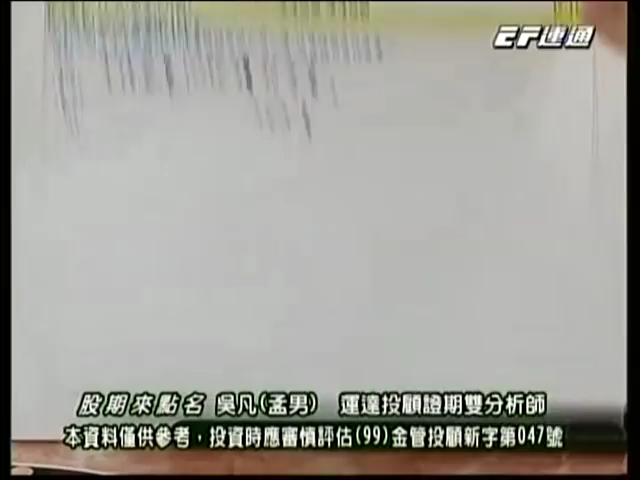 EF連通
股期來點名 吳凡(孟男) 運達投顧證期雙分析師
本資料僅供參考，投資時應審慎評估(99)金管投顧新字第047號